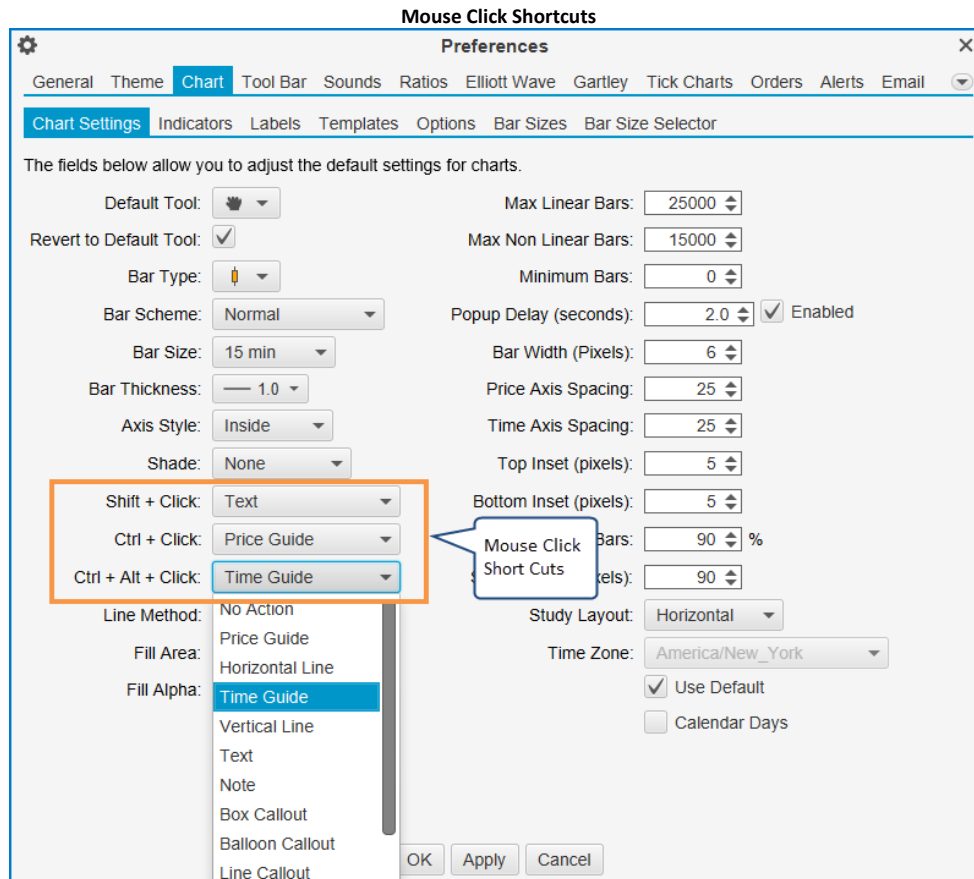 Mouse Click Shortcuts
Preferences
General Theme Chart Tool Bar Sounds Ratios Elliott Wave Gartley Tick Charts Orders Alerts Email
Chart Settings Indicators Labels Templates Options Bar Sizes Bar Size Selector
The fields below allow you to adjust the default settings for charts.
Default Tool: Max Linear Bars: 25000
Revert to Default Tool: Max Non Linear Bars: 15000
Bar Type: Minimum Bars: 0
Bar Scheme: Normal Popup Delay (seconds): 2.0 Enabled
Bar Size: 15 min Bar Width (Pixels): 6
Bar Thickness: 1.0 Price Axis Spacing: 25
Axis Style: Inside Time Axis Spacing: 25
Shade: None Top Inset (pixels): 5
Shift + Click: Text Bottom Inset (pixels): 5
Ctrl + Click: Price Guide Mouse Click Bars: 90 %
Ctrl + Alt + Click: Time Guide Short Cuts 90
Line Method: No Action Study Layout: Horizontal
Price Guide
Fill Area: Time Zone: America/New_York
Horizontal Line
Fill Alpha: Time Guide Use Default
Vertical Line Calendar Days
Text
Note
Box Callout
Balloon Callout
OK Apply Cancel
Line Callout